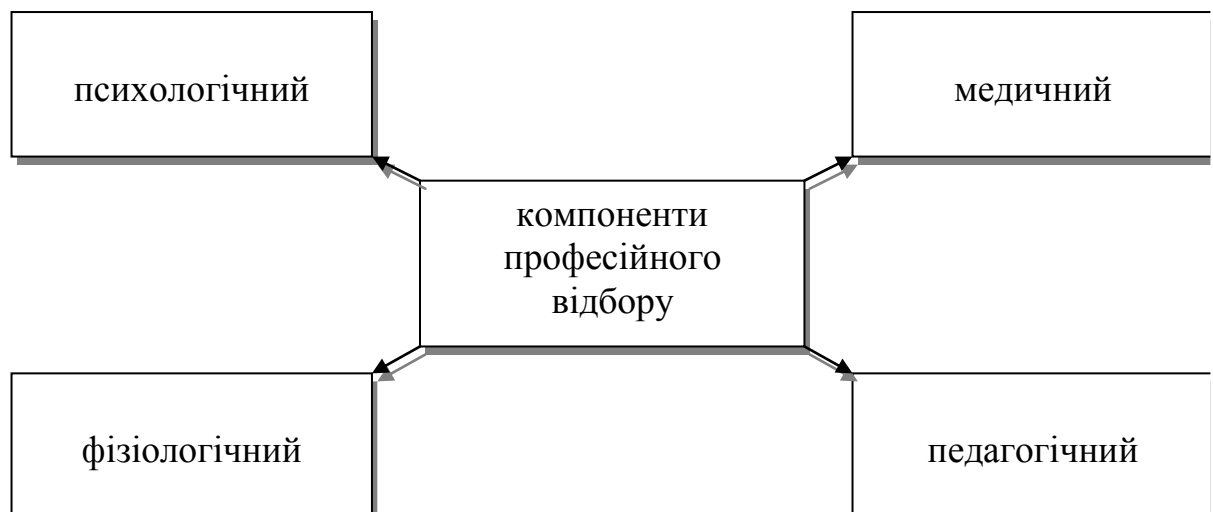 психологічний
медичний
компоненти
професійного
відбору
фізіологічний
педагогічний